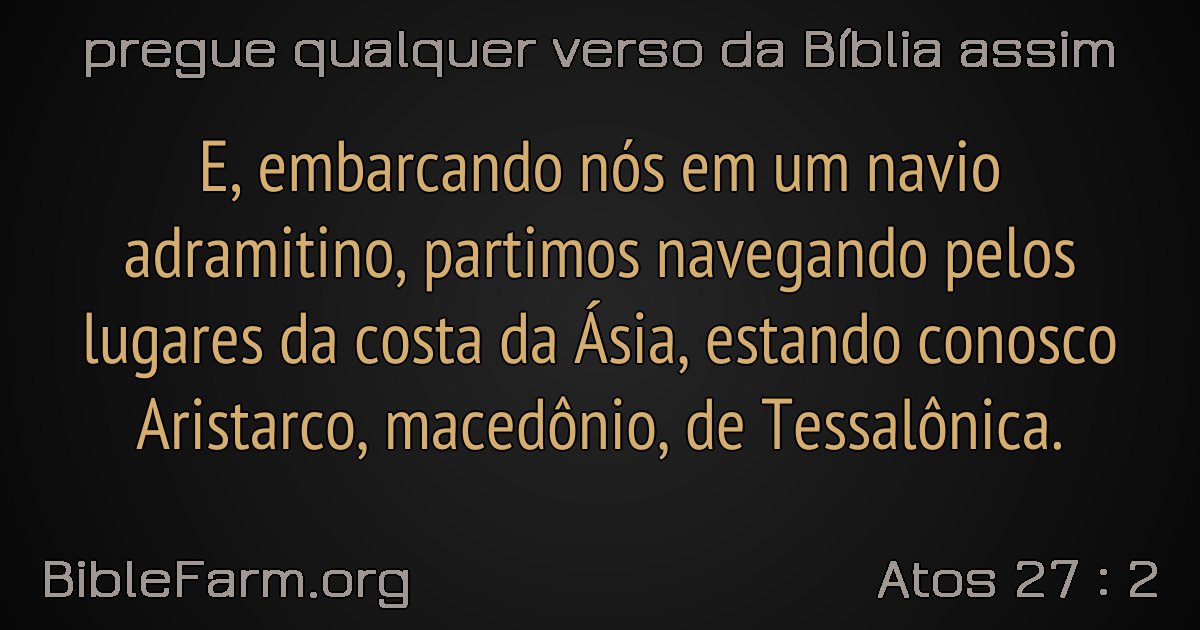 pregue qualquer verso da Bíblia assim
E, embarcando nós em um navio
adramitino, partimos navegando pelos
lugares da costa da Ásia, estando conosco
Aristarco, macedônio, de Tessalônica.
BibleFarm.org
Atos 27 : 2